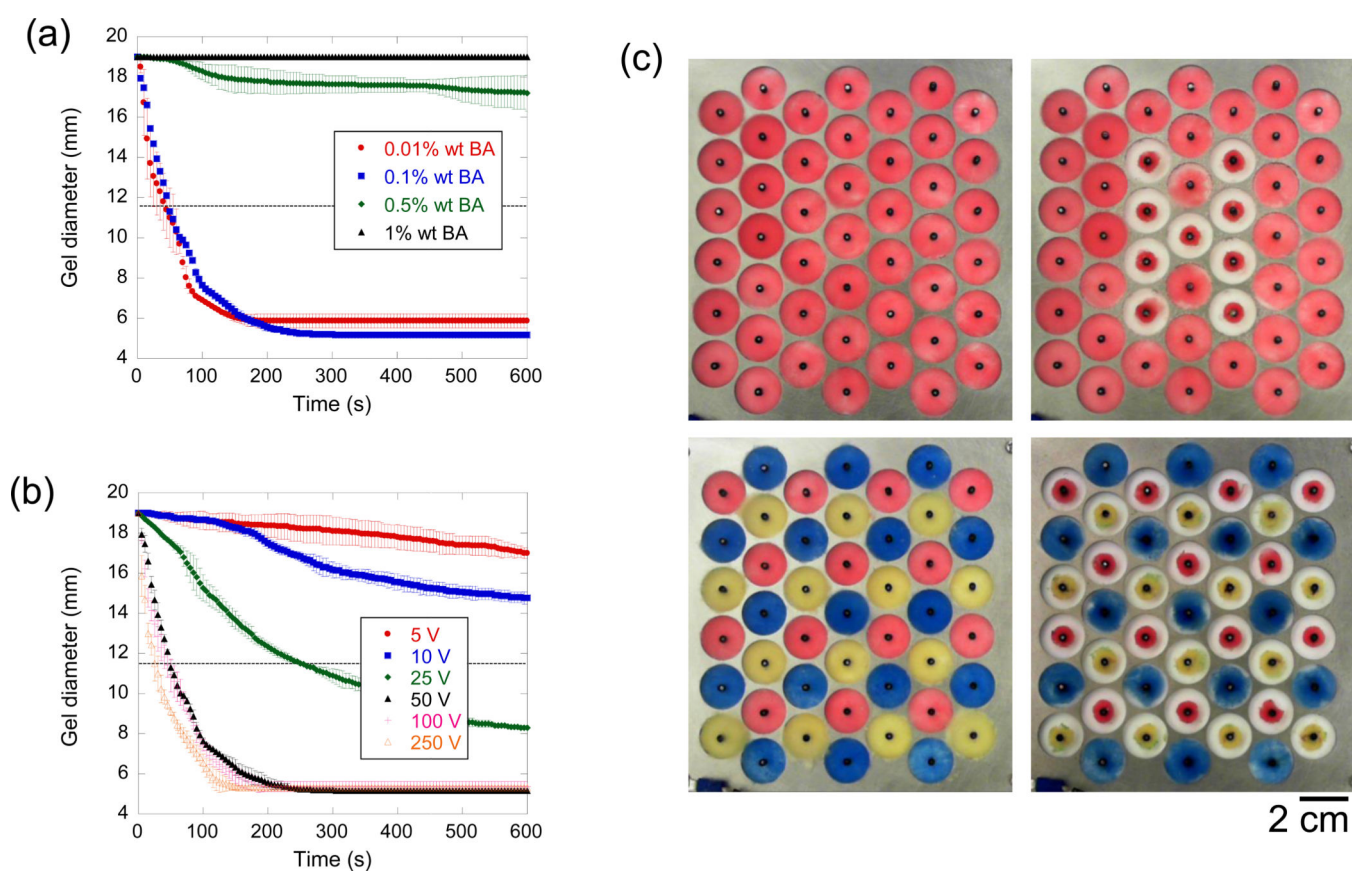 (a)
20
18
16
14
12
10
8
6
4
Gel diameter (mm)
0.01% wt BA
0.1% wt BA
0.5% wt BA
1% wt BA
0 100 200 300 400 500 600
Time (s)
(b)
20
18
16
14
12
10
8
6
4
Gel diameter (mm)
5 V
10 V
25 V
50 V
100 V
250 V
0 100 200 300 400 500 600
Time (s)
(c)
2 cm